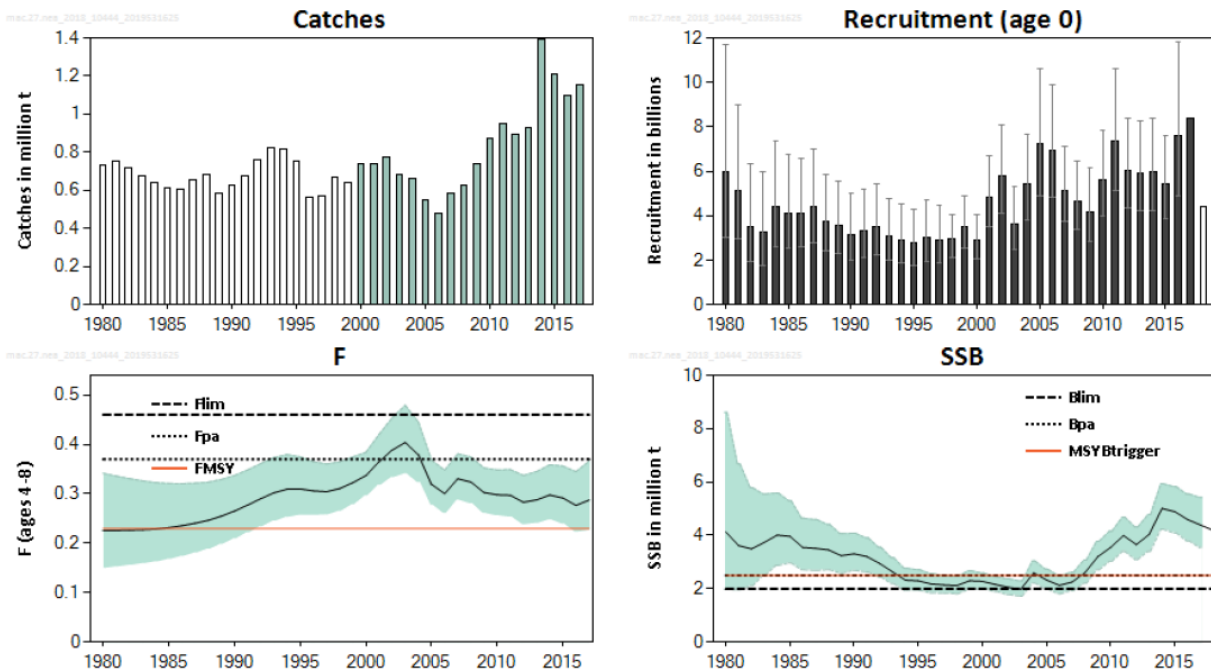 mac.27.nea_2018_10444_2019531625
Catches
Catches in million t
1.4
1.2
1
0.8
0.6
0.4
0.2
0
1980 1985 1990 1995 2000 2005 2010 2015
mac.27.nea_2018_10444_2019531625
Recruitment (age 0)
Recruitment in billions
12
10
8
6
4
2
0
1980 1985 1990 1995 2000 2005 2010 2015
mac.27.nea_2018_10444_2019531625
F
F (ages 4-8)
0.5
0.4
0.3
0.2
0.1
0
Flim
Fpa
FMSY
1980 1985 1990 1995 2000 2005 2010 2015
mac.27.nea_2018_10444_2019531625
SSB
SSB in million t
10
8
6
4
2
0
Blim
Bpa
MSYBtrigger
1980 1985 1990 1995 2000 2005 2010 2015